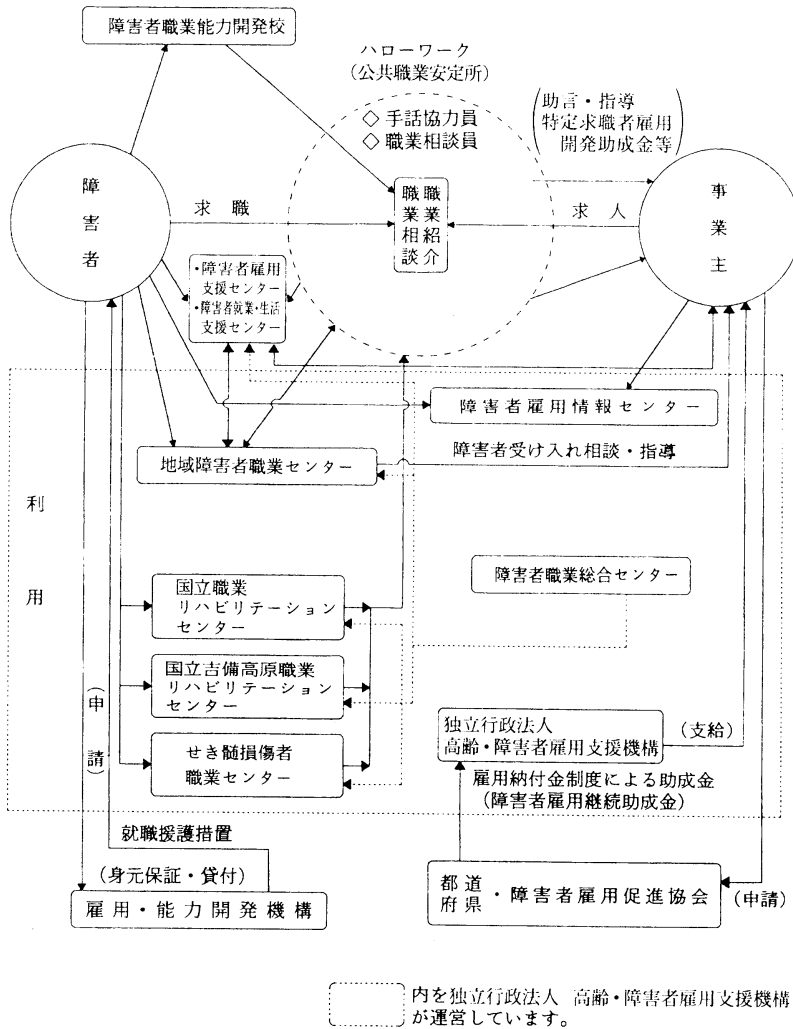 障害者職業能力開発校
ハローワーク
（公共職業安定所）
◇ 手話協力員
◇ 職業相談員
助言・指導
特定求職者雇用
開発助成金等
障害者
求職
職業相談
職業紹介
求人
事業主
・障害者雇用
支援センター
・障害者就業・生活
支援センター
障害者雇用情報センター
地域障害者職業センター
障害者受け入れ相談・指導
利用
国立職業
リハビリテーション
センター
障害者職業総合センター
国立吉備高原職業
リハビリテーション
センター
（申請）
せき髄損傷者
職業センター
独立行政法人
高齢・障害者雇用支援機構
（支給）
雇用納付金制度による助成金
（障害者雇用継続助成金）
就職援護措置
（身元保証・貸付）
雇用・能力開発機構
都道府県・障害者雇用促進協会
（申請）
内を独立行政法人 高齢・障害者雇用支援機構
が運営しています。